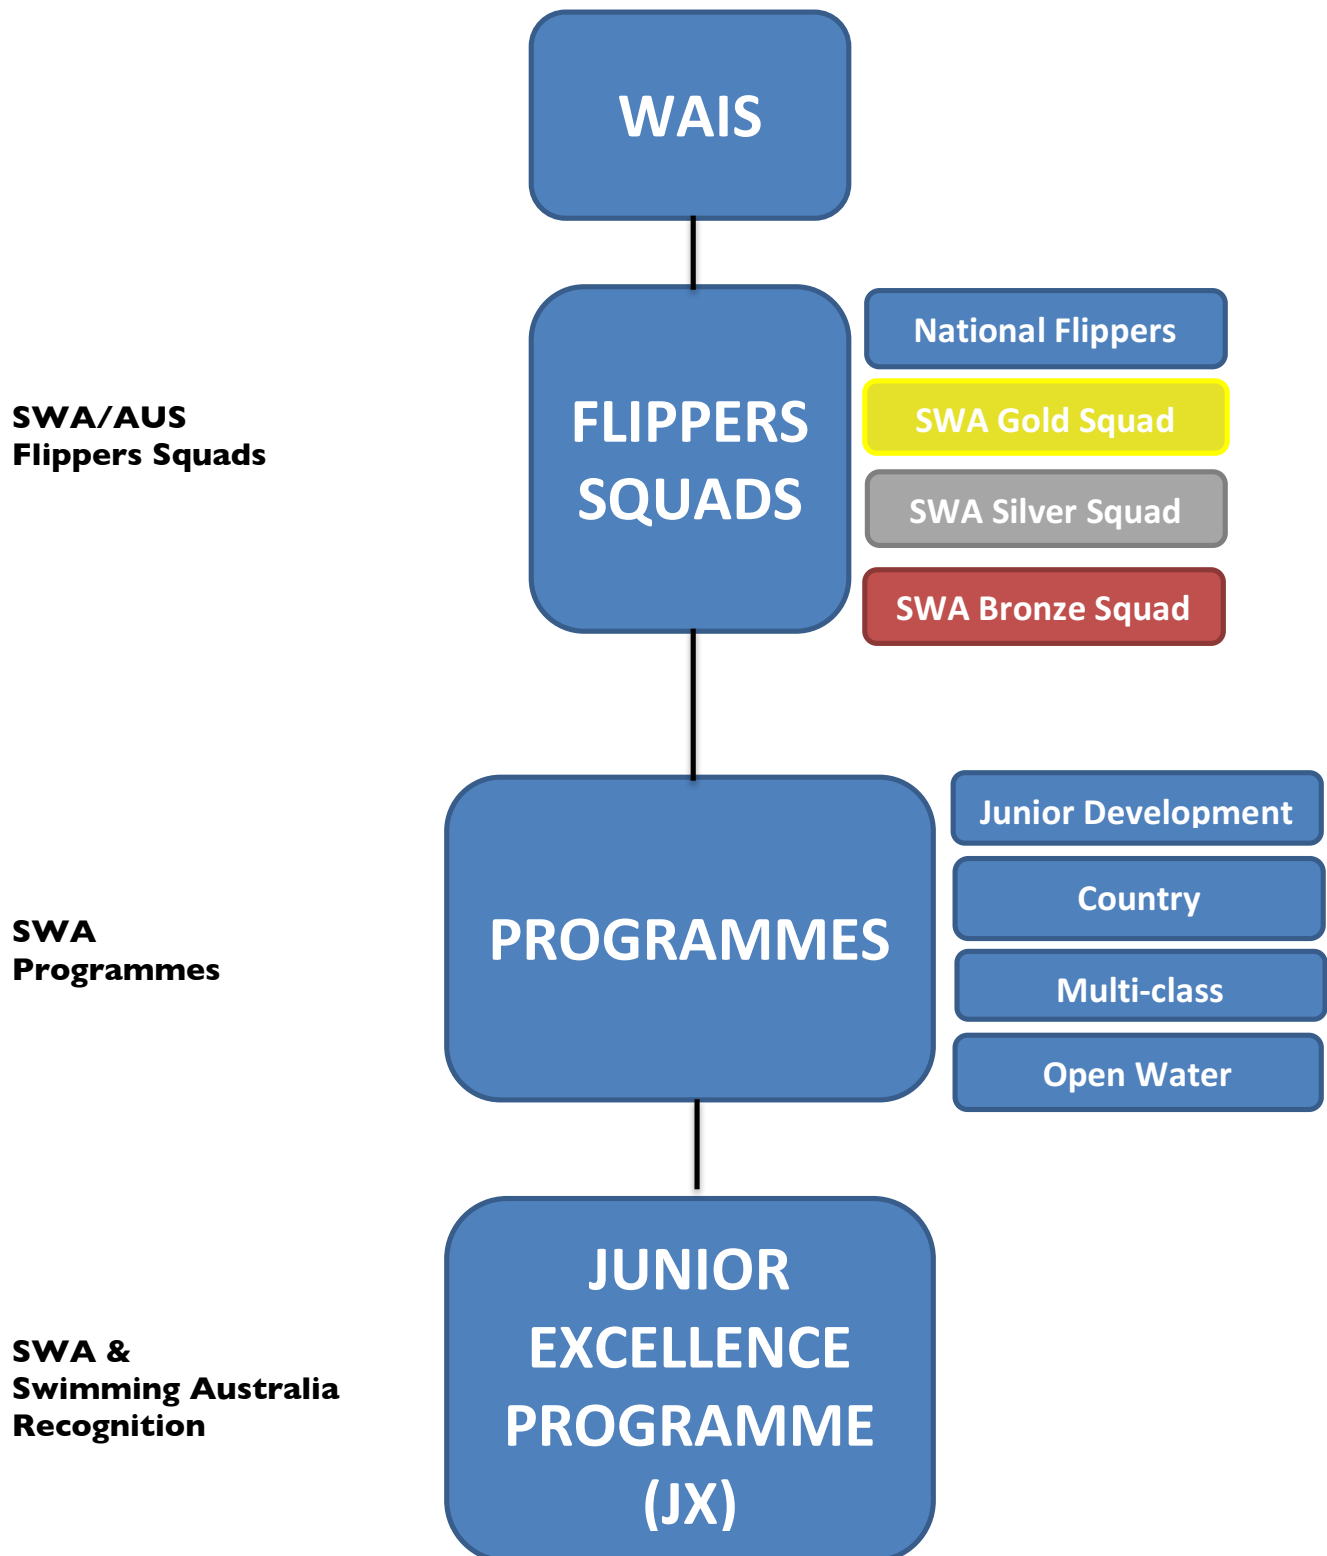 WAIS
SWA/AUS
Flippers Squads
FLIPPERS
SQUADS
National Flippers
SWA Gold Squad
SWA Silver Squad
SWA Bronze Squad
SWA
Programmes
PROGRAMMES
Junior Development
Country
Multi-class
Open Water
SWA &
Swimming Australia
Recognition
JUNIOR
EXCELLENCE
PROGRAMME
(JX)